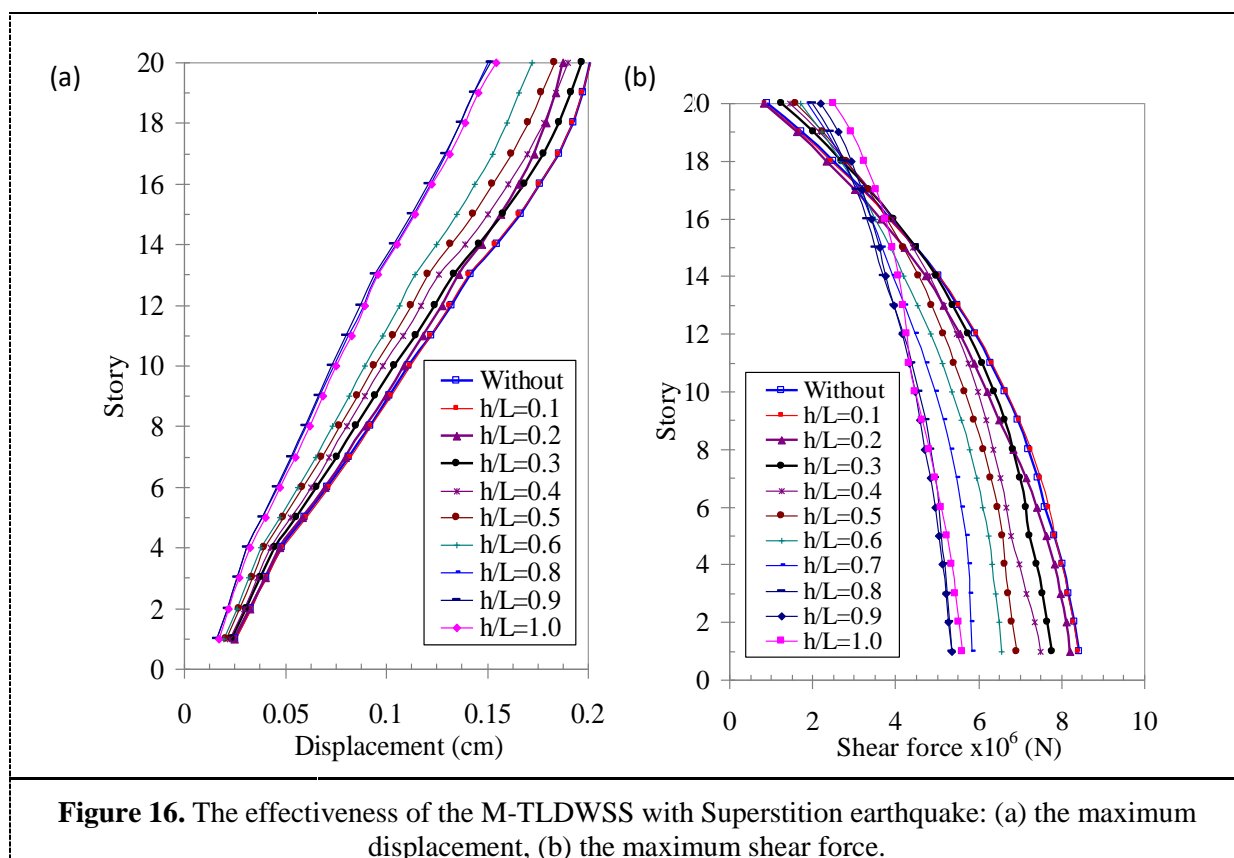 (a)
20
18
16
14
12
10
8
6
4
2
0
Story
0
0.05
0.1
0.15
0.2
Displacement (cm)
Without
h/L=0.1
h/L=0.2
h/L=0.3
h/L=0.4
h/L=0.5
h/L=0.6
h/L=0.8
h/L=0.9
h/L=1.0
(b)
20
18
16
14
12
10
8
6
4
2
0
Story
0
2
4
6
8
10
Shear force x10⁶ (N)
Without
h/L=0.1
h/L=0.2
h/L=0.3
h/L=0.4
h/L=0.5
h/L=0.6
h/L=0.7
h/L=0.8
h/L=0.9
h/L=1.0
Figure 16. The effectiveness of the M-TLDWSS with Superstition earthquake: (a) the maximum
displacement, (b) the maximum shear force.